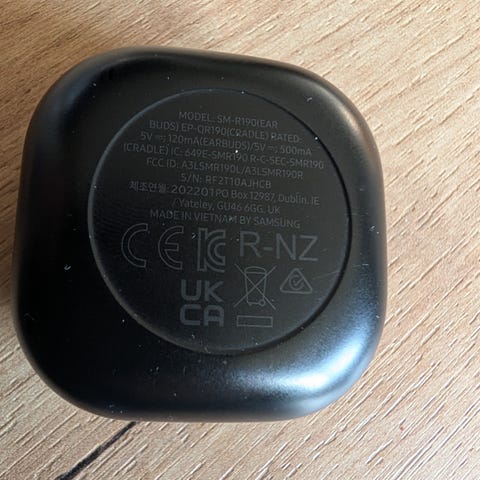 MODEL: SM-R190(EAR
BUDS) EP-QR190(CRADLE) RATED:
5V ⎓; 120mA(EARBUDS)/5V ⎓; 500mA
(CRADLE) IC: 649E-SMR190 R-C-SEC-SMR190
FCC ID: A3LSMR190L/A3LSMR190R
S/N: RF2T10AJHCB
제조연월:202201PO Box 12987, Dublin. IE
/ Yateley, GU46 6GG, UK
MADE IN VIETNAM BY SAMSUNG
CE KC R-NZ
UK
CA